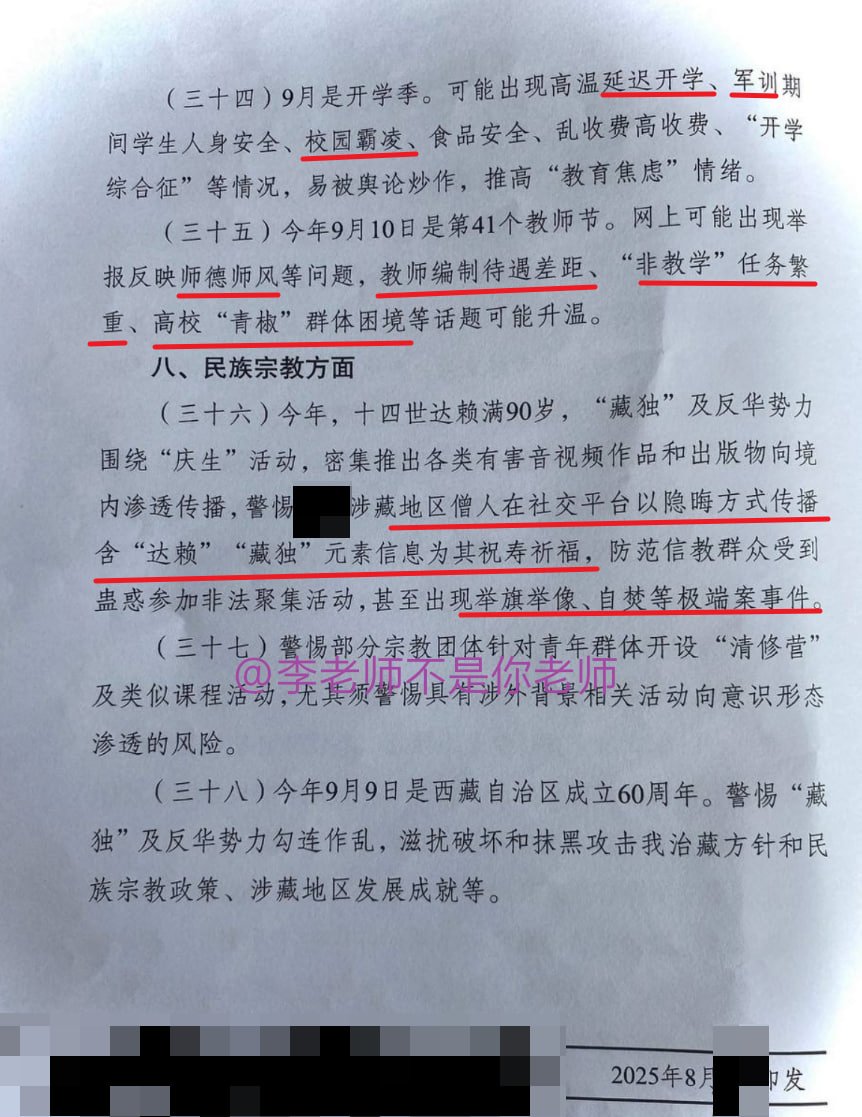 （三十四）9月是开学季。可能出现高温延迟开学、军训期
间学生人身安全、校园霸凌、食品安全、乱收费高收费、“开学
综合征”等情况，易被舆论炒作，推高“教育焦虑”情绪。
（三十五）今年9月10日是第41个教师节。网上可能出现举
报反映师德师风等问题，教师编制待遇差距、“非教学”任务繁
重、高校“青椒”群体困境等话题可能升温。
八、民族宗教方面
（三十六）今年，十四世达赖满90岁，“藏独”及反华势力
围绕“庆生”活动，密集推出各类有害音视频作品和出版物向境
内渗透传播，警惕涉藏地区僧人在社交平台以隐晦方式传播
含“达赖”“藏独”元素信息为其祝寿祈福，防范信教群众受到
蛊惑参加非法聚集活动，甚至出现举旗举像、自焚等极端案事件。
（三十七）警惕部分宗教团体针对青年群体开设“清修营”
@李老师不是你老师
及类似课程活动，尤其须警惕具有涉外背景相关活动向意识形态
渗透的风险。
（三十八）今年9月9日是西藏自治区成立60周年。警惕“藏
独”及反华势力勾连作乱，滋扰破坏和抹黑攻击我治藏方针和民
族宗教政策、涉藏地区发展成就等。
2025年8月 印发